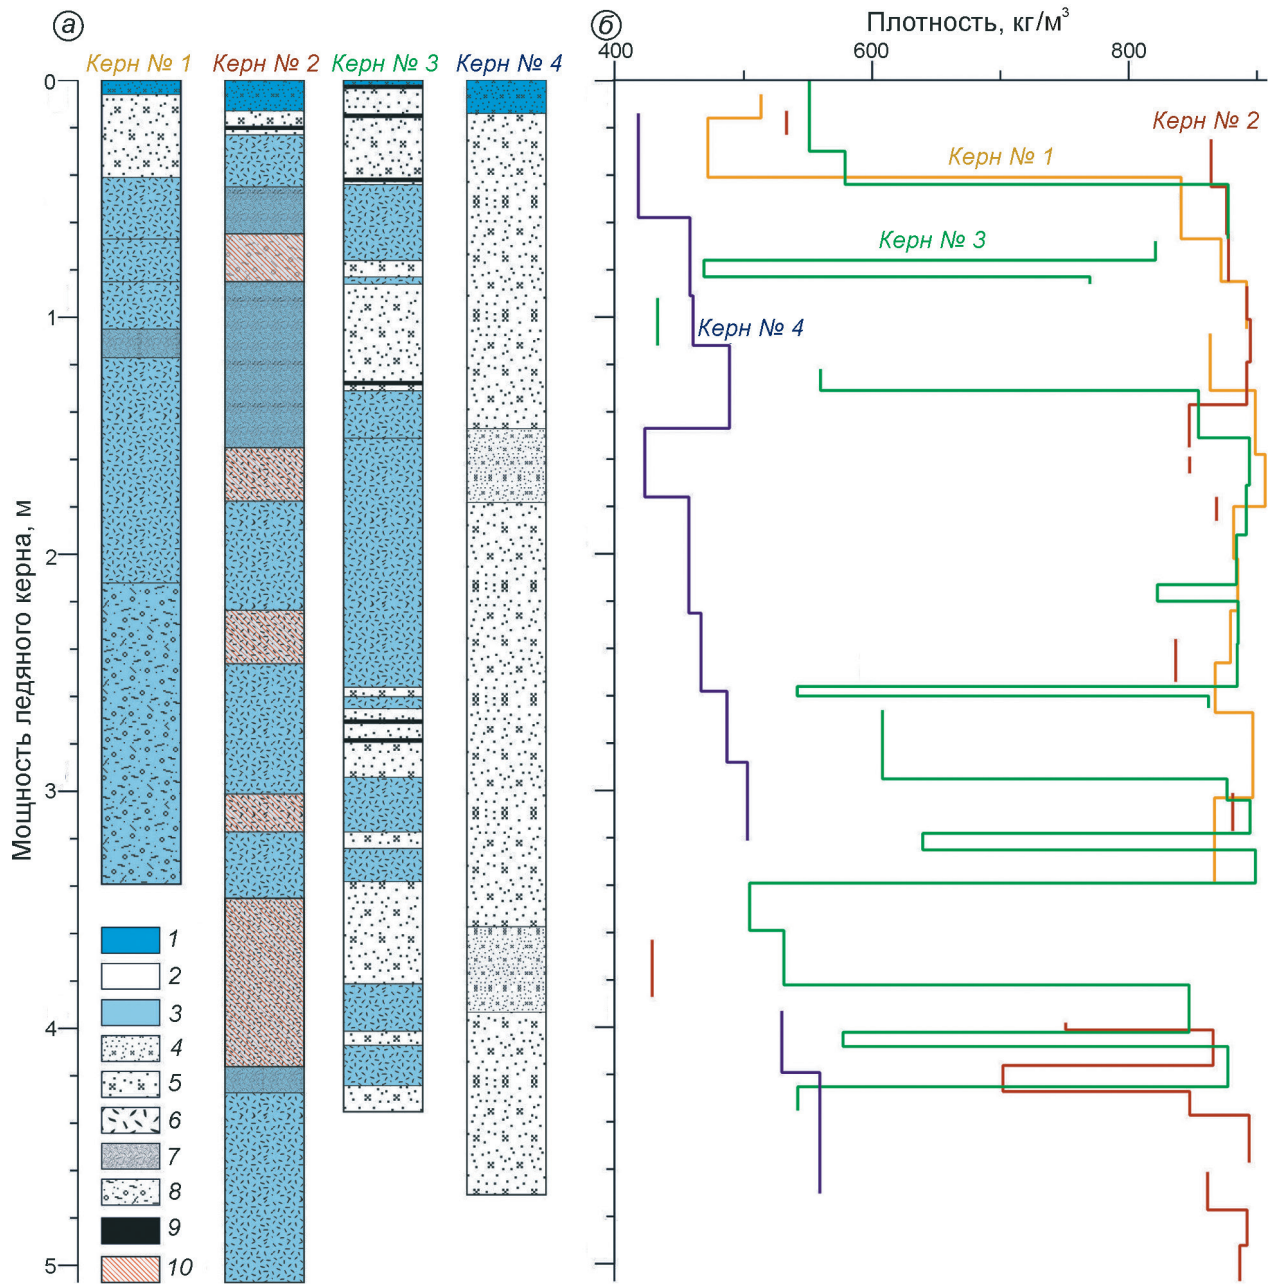 а
Керн № 1
Керн № 2
Керн № 3
Керн № 4
Мощность ледяного керна, м
0
1
2
3
4
5
1
2
3
4
5
6
7
8
9
10
б
Плотность, кг/м³
400
600
800
Керн № 2
Керн № 1
Керн № 3
Керн № 4